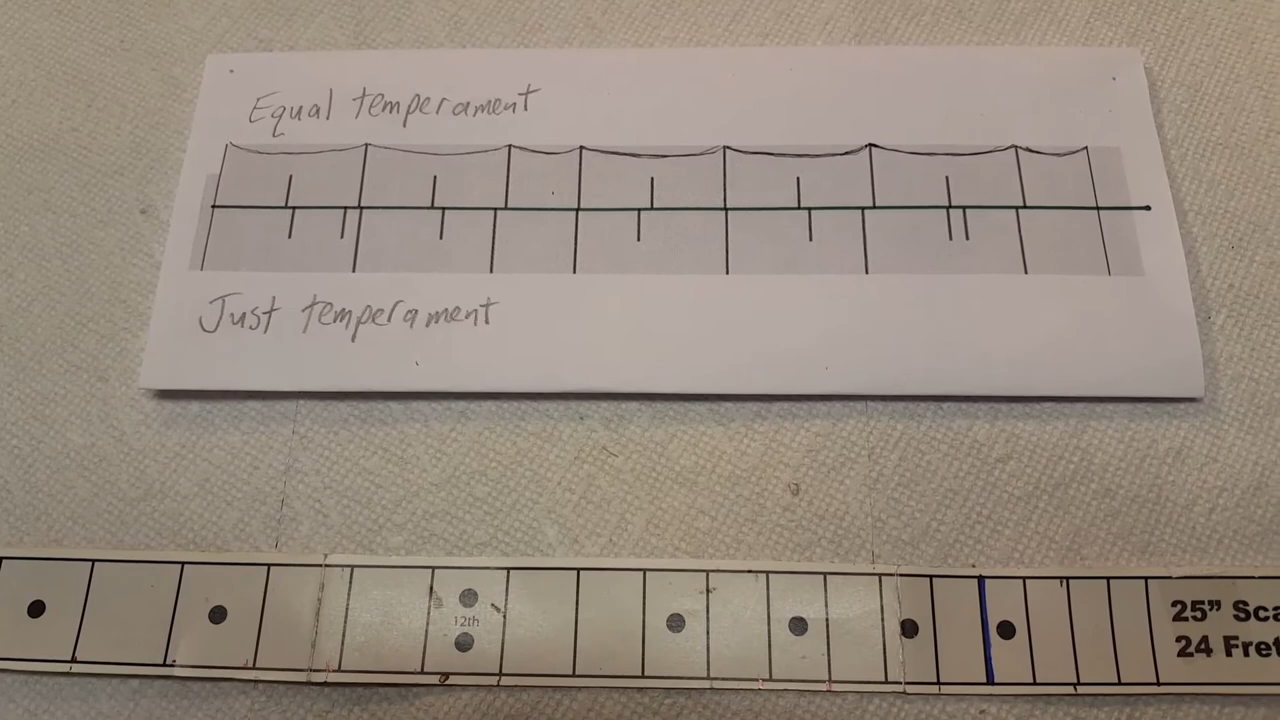 Equal temperament
Just temperament
12th
25” Sca
24 Fret